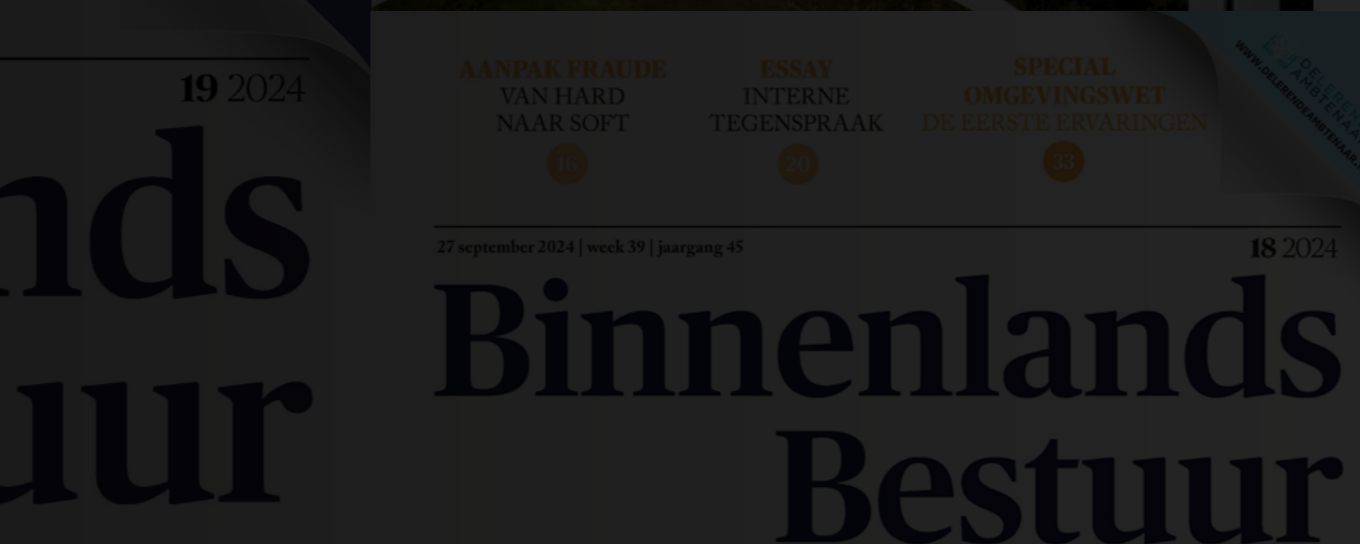 19 2024
nds
uur
AANPAK FRAUDE
VAN HARD
NAAR SOFT
16
ESSAY
INTERNE
TEGENSPRAAK
20
SPECIAL
OMGEVINGSWET
DE EERSTE ERVARINGEN
33
27 september 2024 | week 39 | jaargang 45
18 2024
Binnenlands
Bestuur